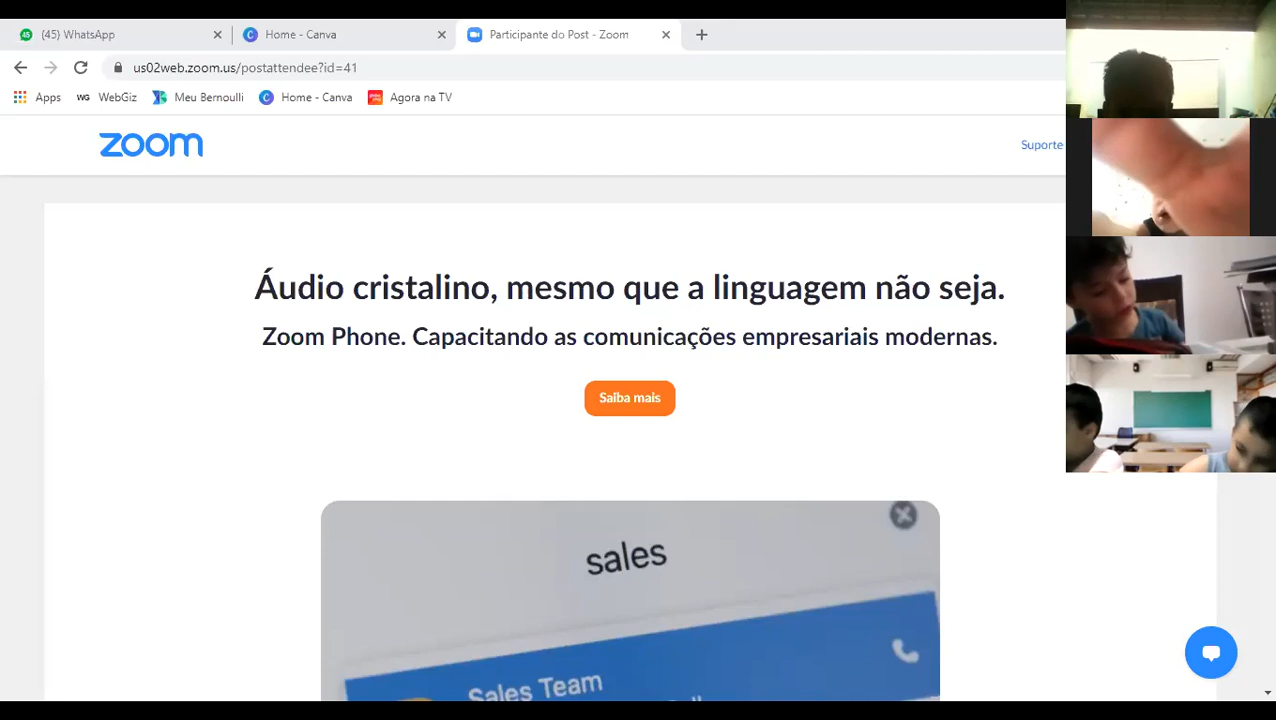 45 (45) WhatsApp
Home - Canva
Participante do Post - Zoom
us02web.zoom.us/postattendee?id=41
Apps
WG WebGiz
Meu Bernoulli
Home - Canva
Agora na TV
zoom
Suporte
Áudio cristalino, mesmo que a linguagem não seja.
Zoom Phone. Capacitando as comunicações empresariais modernas.
Saiba mais
sales
Sales Team